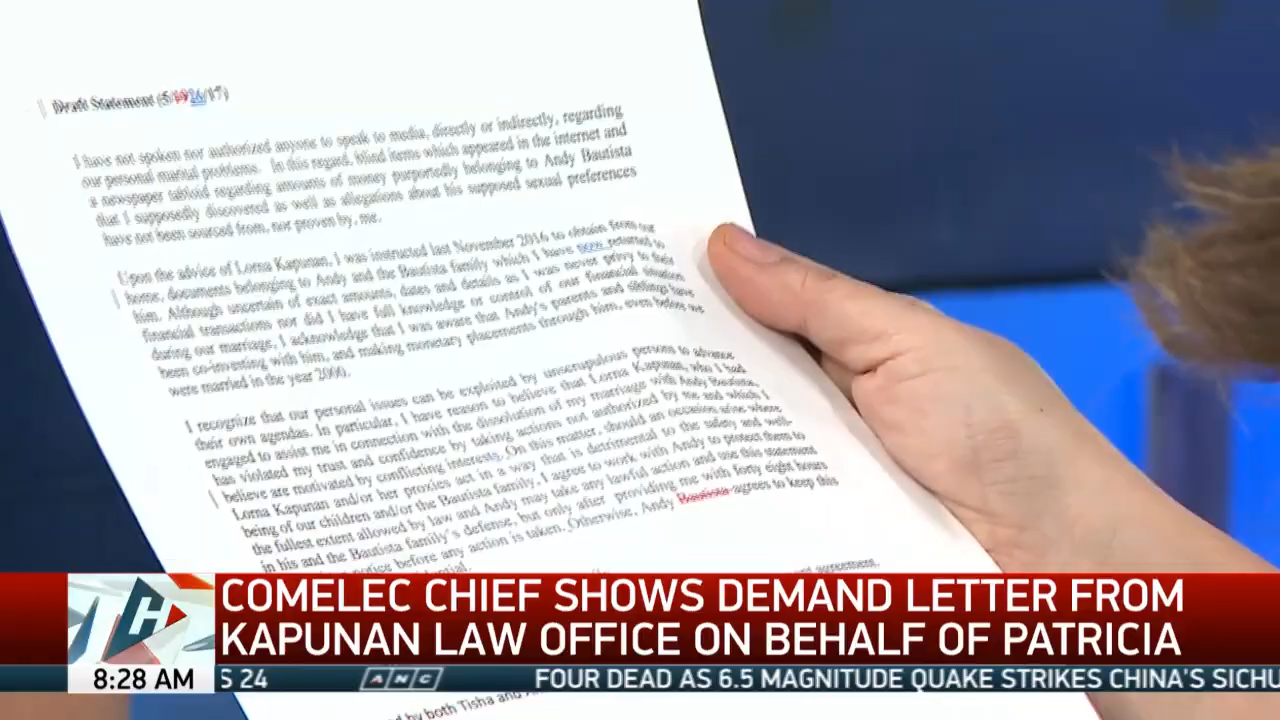 Draft Statement (5/1926/17)
I have not spoken nor authorized anyone to speak to media, directly or indirectly, regarding
our personal marital problems. In this regard, blind items which appeared in the internet and
a newspaper tabloid regarding amounts of money purportedly belonging to Andy Bautista
that I supposedly discovered as well as allegations about his supposed sexual preferences
have not been sourced from, nor proven by, me.
Upon the advice of Lorna Kapunan, I was instructed last November 2016 to obtain from our
home, documents belonging to Andy and the Bautista family which I have returned to
him. Although uncertain of exact amounts, dates and details as I was never privy to their
financial transactions nor did I have full knowledge or control of our financial situation
during our marriage, I acknowledge that I was aware that Andy's parents and siblings have
been co-investing with him, and making monetary placements through him, even before we
were married in the year 2000.
I recognize that our personal issues can be exploited by unscrupulous persons to advance
their own agendas. In particular, I have reason to believe that Lorna Kapunan, who I had
engaged to assist me in connection with the dissolution of my marriage with Andy Bautista,
has violated my trust and confidence by taking actions not authorized by me and which I
believe are motivated by conflicting interests. On this matter, should an occasion arise where
Lorna Kapunan and/or her proxies act in a way that is detrimental to the safety and well-
being of our children and/or the Bautista family, I agree to work with Andy to protect them to
the fullest extent allowed by law and Andy may take any lawful action and use this statement
in his and the Bautista family's defense, but only after providing me with forty eight hours
notice before any action is taken. Otherwise, Andy Bautista agrees to keep this
agreement.
COMELEC CHIEF SHOWS DEMAND LETTER FROM
KAPUNAN LAW OFFICE ON BEHALF OF PATRICIA
TH
8:28 AM
S 24
ANC
FOUR DEAD AS 6.5 MAGNITUDE QUAKE STRIKES CHINA'S SICHU
by both Tisha and